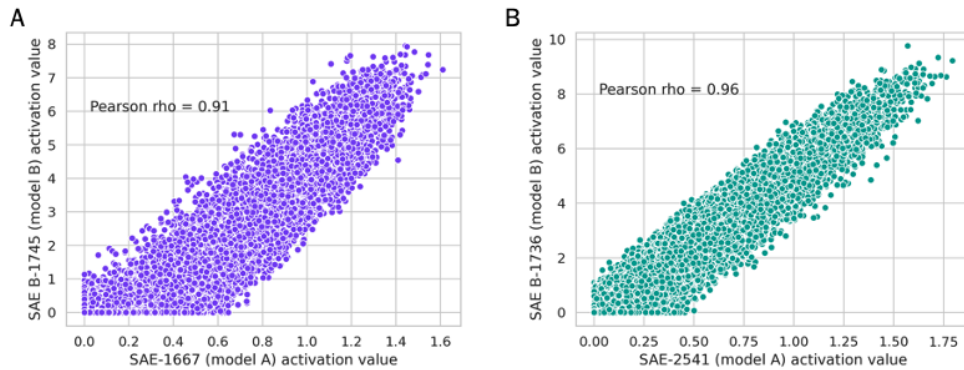 A
8
7
6
5
4
3
2
1
0
SAE B-1745 (model B) activation value
Pearson rho = 0.91
0.0 0.2 0.4 0.6 0.8 1.0 1.2 1.4 1.6
SAE-1667 (model A) activation value
B
10
8
6
4
2
0
SAE B-1736 (model B) activation value
Pearson rho = 0.96
0.00 0.25 0.50 0.75 1.00 1.25 1.50 1.75
SAE-2541 (model A) activation value